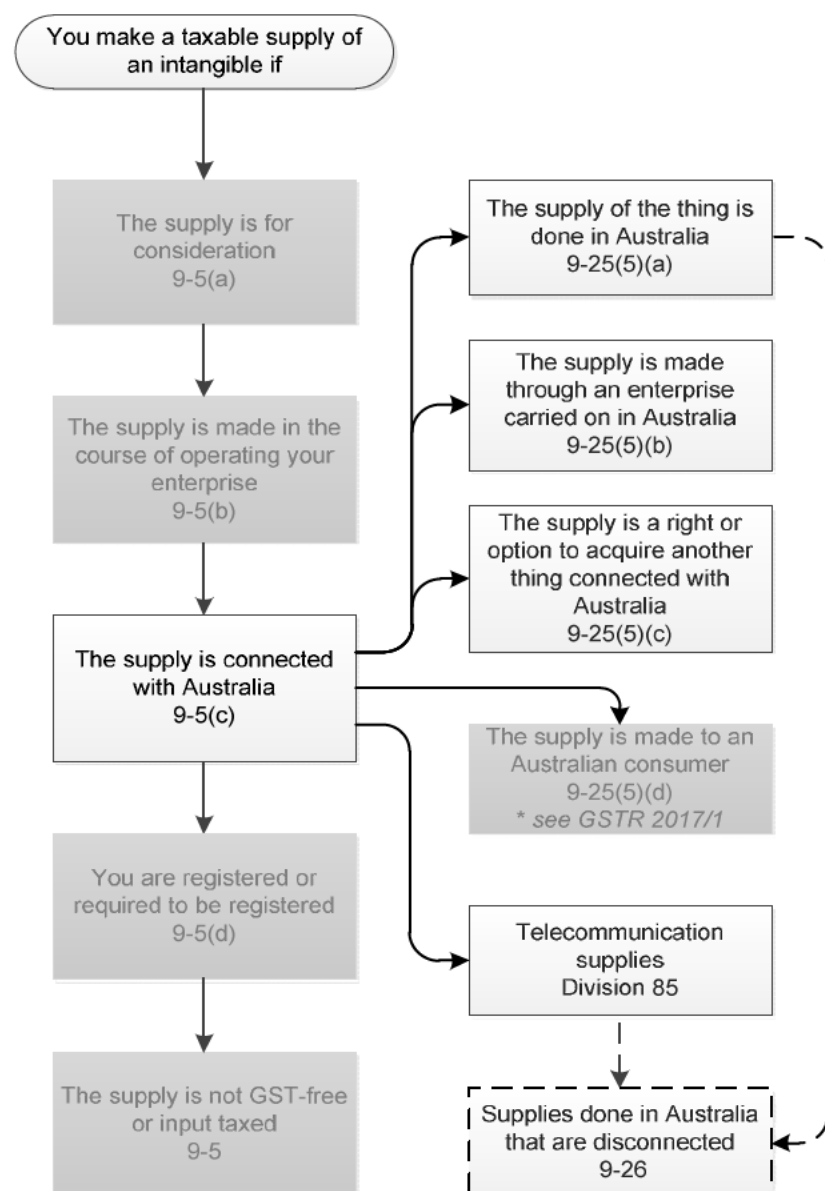 You make a taxable supply of
an intangible if
The supply is for
consideration
9-5(a)
The supply is made in the
course of operating your
enterprise
9-5(b)
The supply is connected
with Australia
9-5(c)
You are registered or
required to be registered
9-5(d)
The supply is not GST-free
or input taxed
9-5
The supply of the thing is
done in Australia
9-25(5)(a)
The supply is made
through an enterprise
carried on in Australia
9-25(5)(b)
The supply is a right or
option to acquire another
thing connected with
Australia
9-25(5)(c)
The supply is made to an
Australian consumer
9-25(5)(d)
* see GSTR 2017/1
Telecommunication
supplies
Division 85
Supplies done in Australia
that are disconnected
9-26